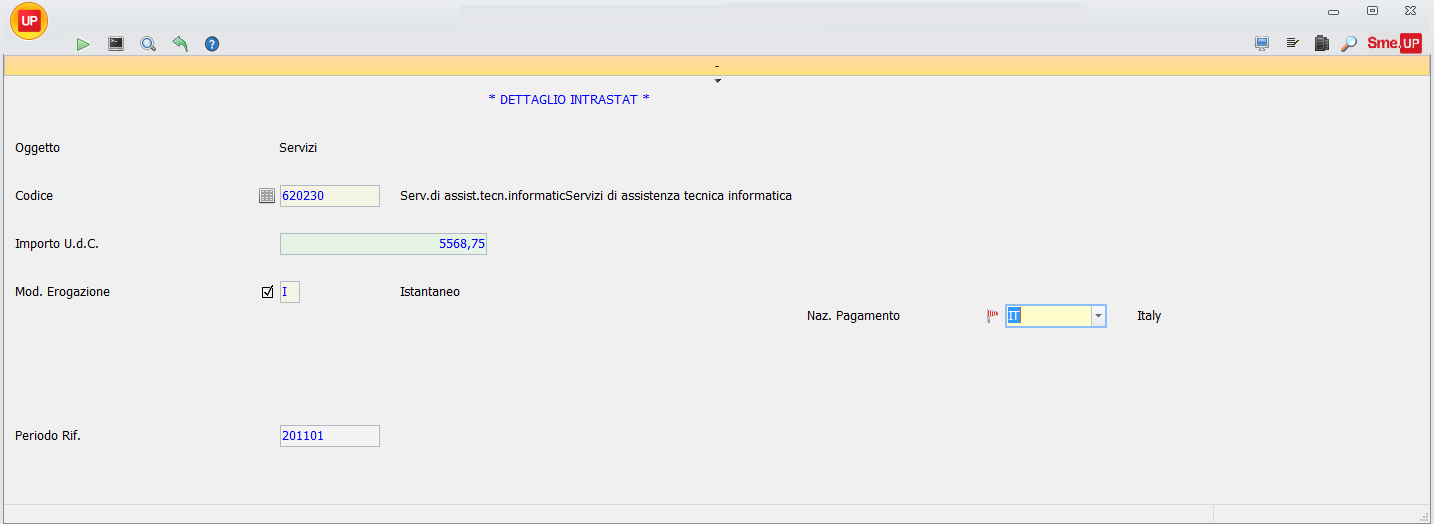 UP
Sme.UP
-
* DETTAGLIO INTRASTAT *
Oggetto Servizi
Codice 620230 Serv.di assist.tecn.informaticServizi di assistenza tecnica informatica
Importo U.d.C. 5568,75
Mod. Erogazione I Istantaneo
Naz. Pagamento IT Italy
Periodo Rif. 201101